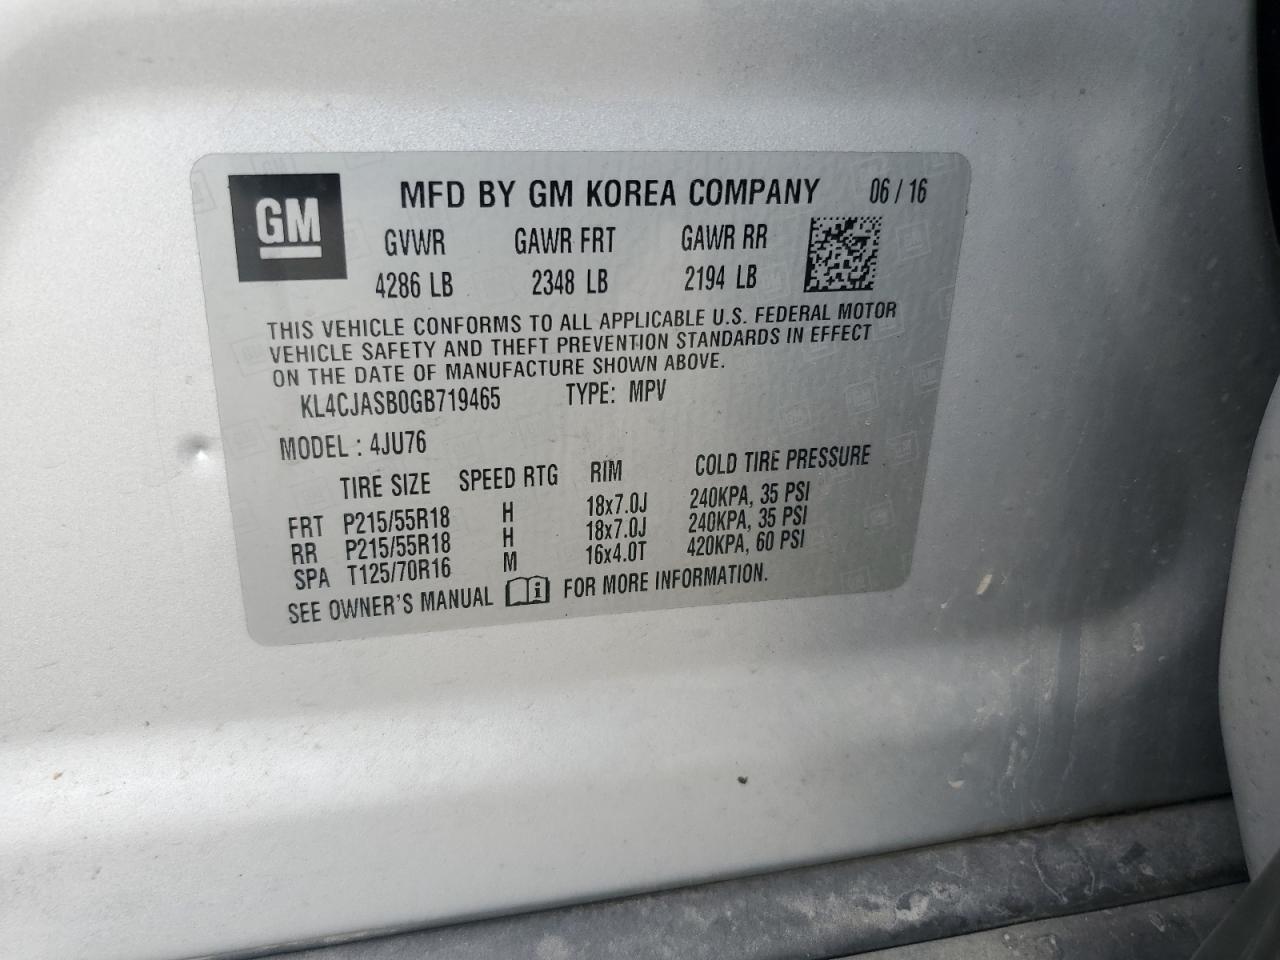 GM
MFD BY GM KOREA COMPANY 06 / 16
GVWR GAWR FRT GAWR RR
4286 LB 2348 LB 2194 LB
THIS VEHICLE CONFORMS TO ALL APPLICABLE U.S. FEDERAL MOTOR
VEHICLE SAFETY AND THEFT PREVENTION STANDARDS IN EFFECT
ON THE DATE OF MANUFACTURE SHOWN ABOVE.
KL4CJASB0GB719465 TYPE: MPV
MODEL : 4JU76
TIRE SIZE SPEED RTG RIM COLD TIRE PRESSURE
FRT P215/55R18 H 18x7.0J 240KPA, 35 PSI
RR P215/55R18 H 18x7.0J 240KPA, 35 PSI
SPA T125/70R16 M 16x4.0T 420KPA, 60 PSI
SEE OWNER'S MANUAL i FOR MORE INFORMATION.